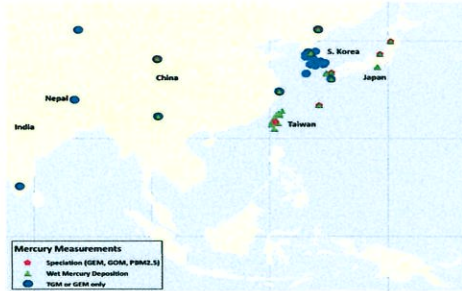 S. Korea
China
Japan
Nepal
India
Taiwan
Mercury Measurements
Speciation (GEM, GOM, PBM2.5)
Wet Mercury Deposition
TGM or GEM only